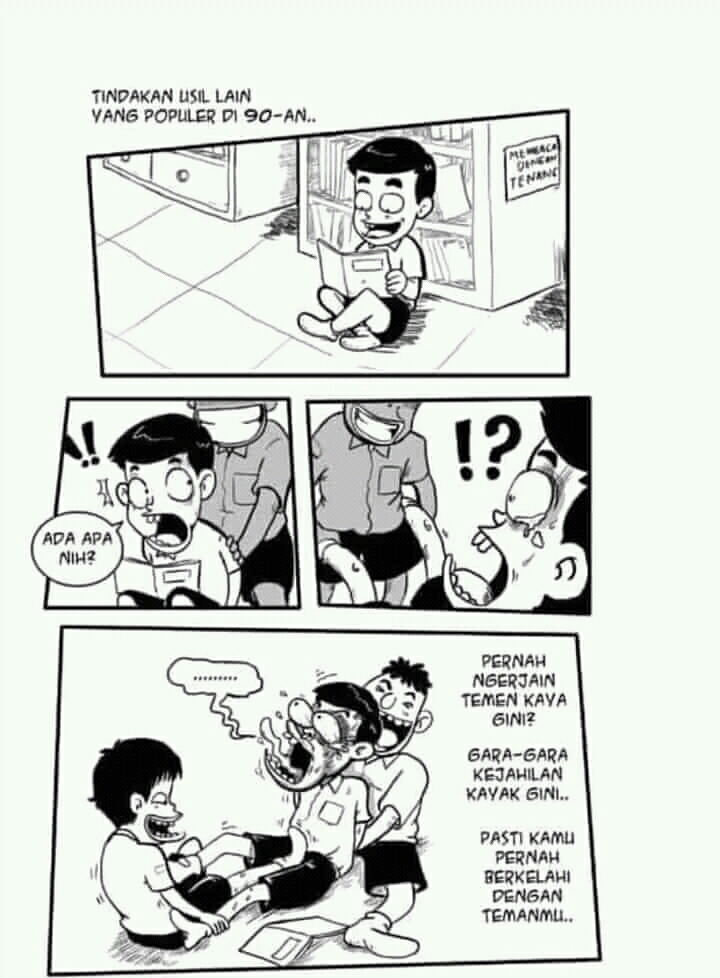 TINDAKAN USIL LAIN
YANG POPULER DI 90-AN..
MEMBACA
DENGAN
TENANG
!!
ADA APA
NIH?
!?
.........
PERNAH
NGERJAIN
TEMEN KAYA
GINI?
GARA-GARA
KEJAHILAN
KAYAK GINI..
PASTI KAMU
PERNAH
BERKELAHI
DENGAN
TEMANMU..